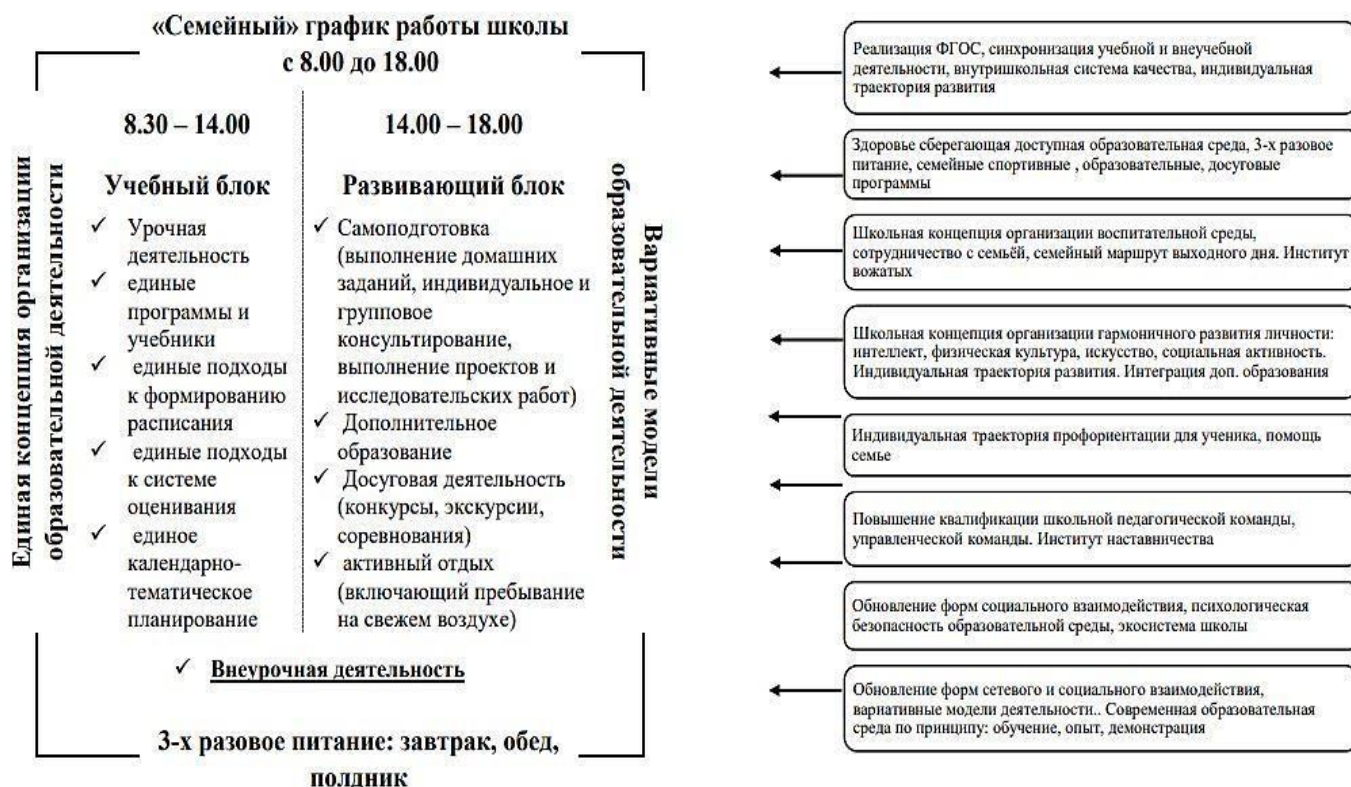 «Семейный» график работы школы
с 8.00 до 18.00
Единая концепция организации
образовательной деятельности
8.30 – 14.00
Учебный блок
✓ Урочная
деятельность
✓ единые
программы и
учебники
✓ единые подходы
к формированию
расписания
✓ единые подходы
к системе
оценивания
✓ единое
календарно-
тематическое
планирование
14.00 – 18.00
Развивающий блок
✓ Самоподготовка
(выполнение домашних
заданий, индивидуальное и
групповое
консультирование,
выполнение проектов и
исследовательских работ)
✓ Дополнительное
образование
✓ Досуговая деятельность
(конкурсы, экскурсии,
соревнования)
✓ активный отдых
(включающий пребывание
на свежем воздухе)
Вариативные модели
образовательной деятельности
✓ Внеурочная деятельность
3-х разовое питание: завтрак, обед,
полдник
Реализация ФГОС, синхронизация учебной и внеучебной
деятельности, внутришкольная система качества, индивидуальная
траектория развития
Здоровье сберегающая доступная образовательная среда, 3-х разовое
питание, семейные спортивные , образовательные, досуговые
программы
Школьная концепция организации воспитательной среды,
сотрудничество с семьёй, семейный маршрут выходного дня. Институт
вожатых
Школьная концепция организации гармоничного развития личности:
интеллект, физическая культура, искусство, социальная активность.
Индивидуальная траектория развития. Интеграция доп. образования
Индивидуальная траектория профориентации для ученика, помощь
семье
Повышение квалификации школьной педагогической команды,
управленческой команды. Институт наставничества
Обновление форм социального взаимодействия, психологическая
безопасность образовательной среды, экосистема школы
Обновление форм сетевого и социального взаимодействия,
вариативные модели деятельности.. Современная образовательная
среда по принципу: обучение, опыт, демонстрация